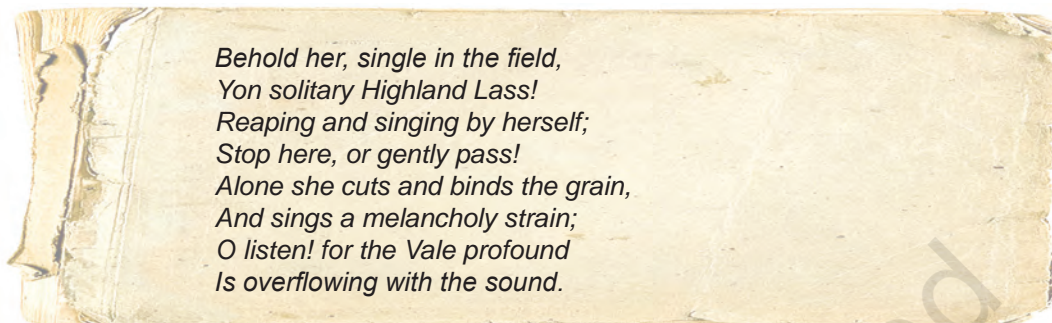 Behold her, single in the field,
Yon solitary Highland Lass!
Reaping and singing by herself;
Stop here, or gently pass!
Alone she cuts and binds the grain,
And sings a melancholy strain;
O listen! for the Vale profound
Is overflowing with the sound.